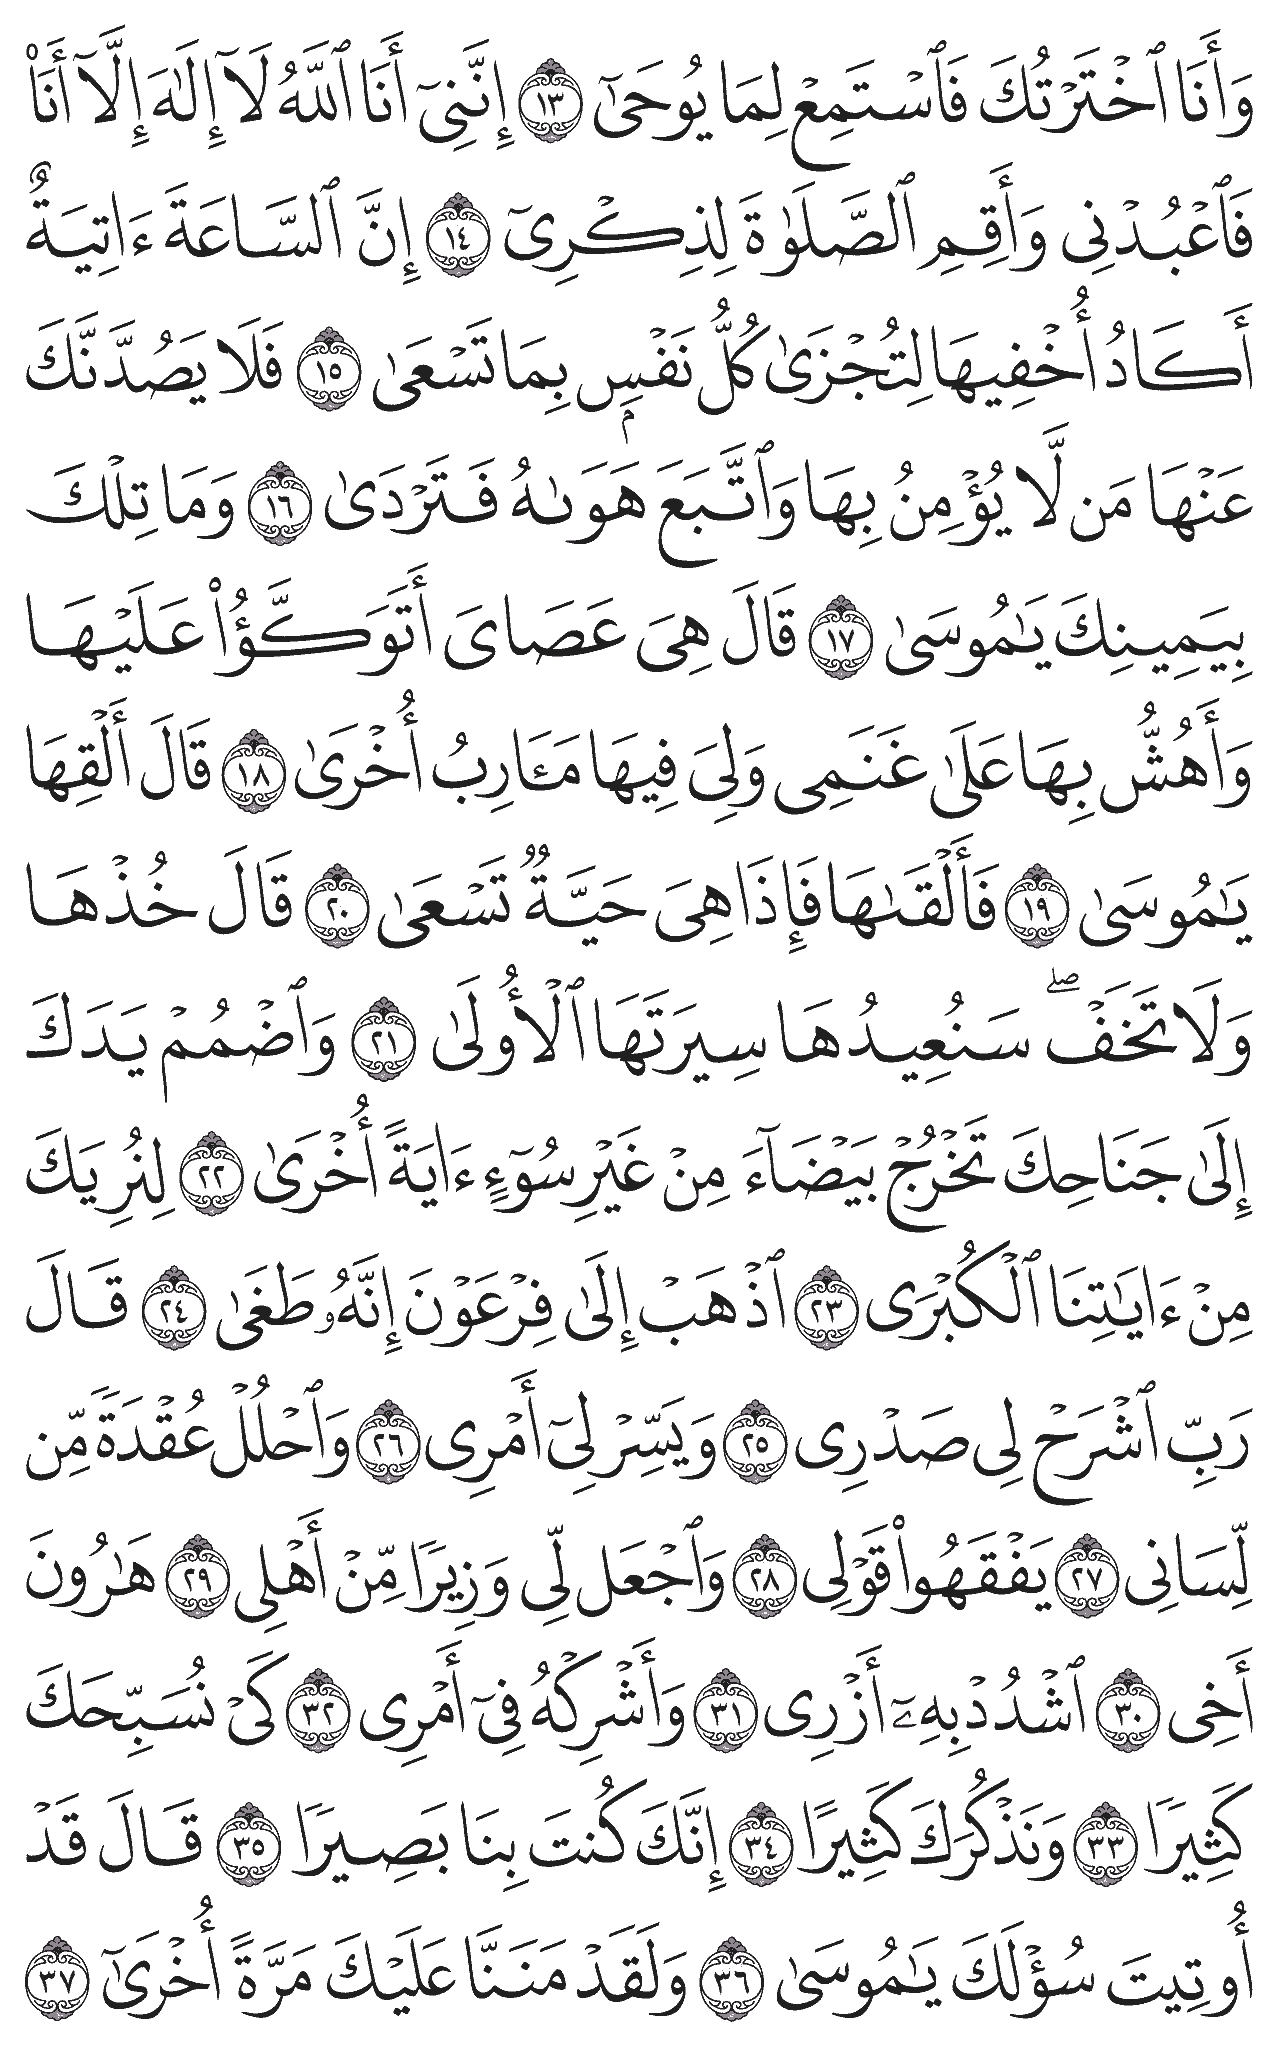 وَأَنَا ٱخْتَرْتُكَ فَٱسْتَمِعْ لِمَا يُوحَىٰٓ ١٣ إِنَّنِىٓ أَنَا ٱللَّهُ لَآ إِلَٰهَ إِلَّآ أَنَا۠
فَٱعْبُدْنِى وَأَقِمِ ٱلصَّلَوٰةَ لِذِكْرِىٓ ١٤ إِنَّ ٱلسَّاعَةَ ءَاتِيَةٌ
أَكَادُ أُخْفِيهَا لِتُجْزَىٰ كُلُّ نَفْسٍۭ بِمَا تَسْعَىٰ ١٥ فَلَا يَصُدَّنَّكَ
عَنْهَا مَن لَّا يُؤْمِنُ بِهَا وَٱتَّبَعَ هَوَىٰهُ فَتَرْدَىٰ ١٦ وَمَا تِلْكَ
بِيَمِينِكَ يَٰمُوسَىٰ ١٧ قَالَ هِىَ عَصَاىَ أَتَوَكَّؤُا۟ عَلَيْهَا
وَأَهُشُّ بِهَا عَلَىٰ غَنَمِى وَلِىَ فِيهَا مَـَٔارِبُ أُخْرَىٰ ١٨ قَالَ أَلْقِهَا
يَٰمُوسَىٰ ١٩ فَأَلْقَىٰهَا فَإِذَا هِىَ حَيَّةٌ تَسْعَىٰ ٢٠ قَالَ خُذْهَا
وَلَا تَخَفْ ۖ سَنُعِيدُهَا سِيرَتَهَا ٱلْأُولَىٰ ٢١ وَٱضْمُمْ يَدَكَ
إِلَىٰ جَنَاحِكَ تَخْرُجْ بَيْضَآءَ مِنْ غَيْرِ سُوٓءٍ ءَايَةً أُخْرَىٰ ٢٢ لِنُرِيَكَ
مِنْ ءَايَٰتِنَا ٱلْكُبْرَى ٢٣ ٱذْهَبْ إِلَىٰ فِرْعَوْنَ إِنَّهُۥ طَغَىٰ ٢٤ قَالَ
رَبِّ ٱشْرَحْ لِى صَدْرِى ٢٥ وَيَسِّرْ لِىٓ أَمْرِى ٢٦ وَٱحْلُلْ عُقْدَةً مِّن
لِّسَانِى ٢٧ يَفْقَهُوا۟ قَوْلِى ٢٨ وَٱجْعَل لِّى وَزِيرًا مِّنْ أَهْلِى ٢٩ هَٰرُونَ
أَخِى ٣٠ ٱشْدُدْ بِهِۦٓ أَزْرِى ٣١ وَأَشْرِكْهُ فِىٓ أَمْرِى ٣٢ كَىْ نُسَبِّحَكَ
كَثِيرًا ٣٣ وَنَذْكُرَكَ كَثِيرًا ٣٤ إِنَّكَ كُنتَ بِنَا بَصِيرًا ٣٥ قَالَ قَدْ
أُوتِيتَ سُؤْلَكَ يَٰمُوسَىٰ ٣٦ وَلَقَدْ مَنَنَّا عَلَيْكَ مَرَّةً أُخْرَىٰٓ ٣٧